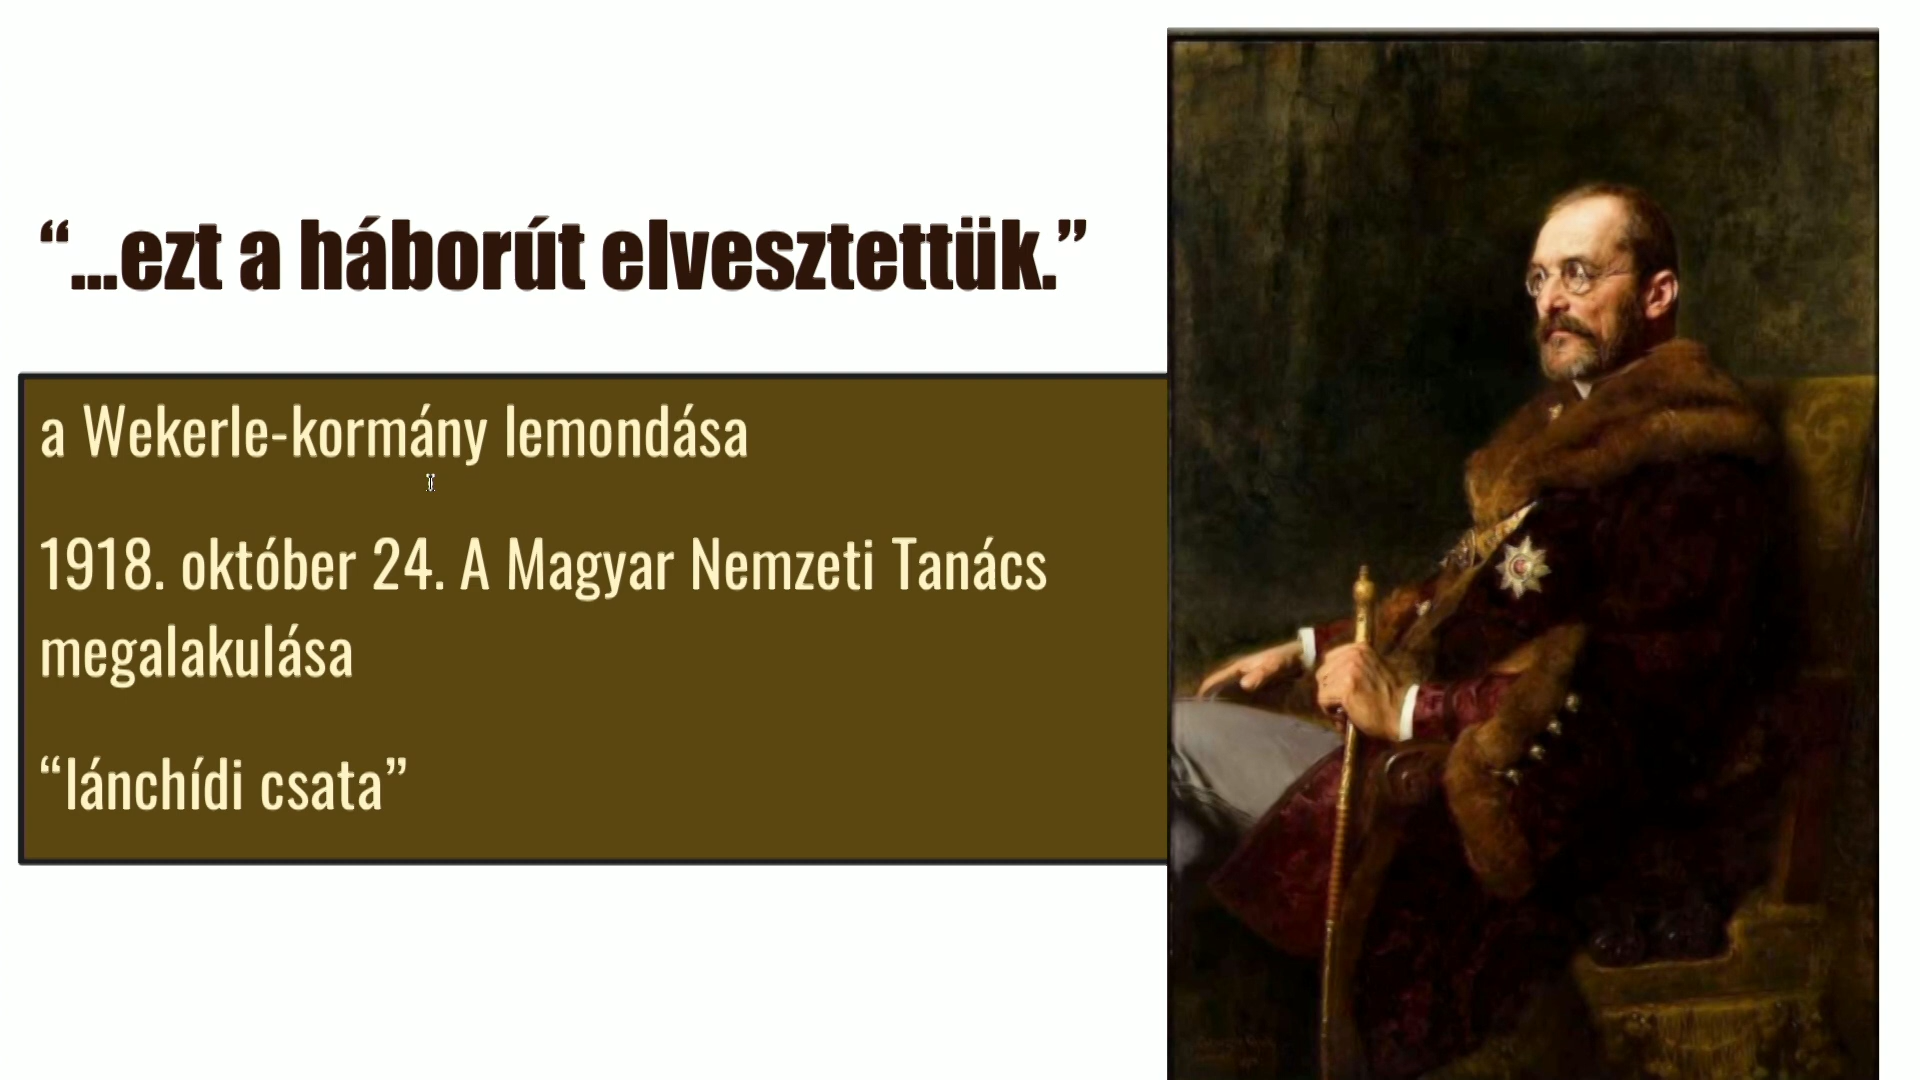 “...ezt a háborút elvesztettük.”
a Wekerle-kormány lemondása
1918. október 24. A Magyar Nemzeti Tanács
megalakulása
“lánchídi csata”